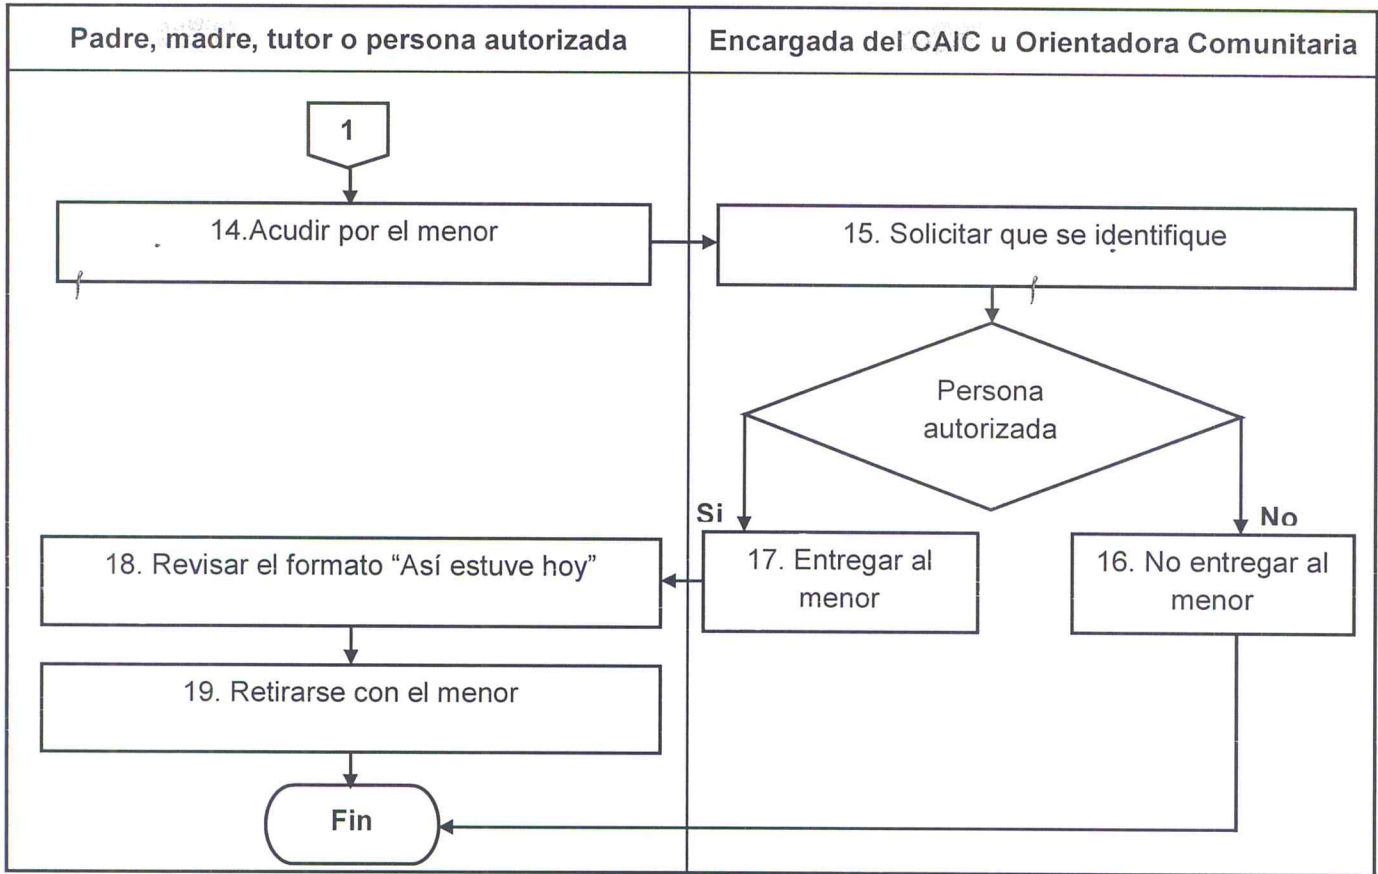 Padre, madre, tutor o persona autorizada
Encargada del CAIC u Orientadora Comunitaria
1
14.Acudir por el menor
15. Solicitar que se identifique
Persona
autorizada
Si
No
18. Revisar el formato “Así estuve hoy”
17. Entregar al
menor
16. No entregar al
menor
19. Retirarse con el menor
Fin